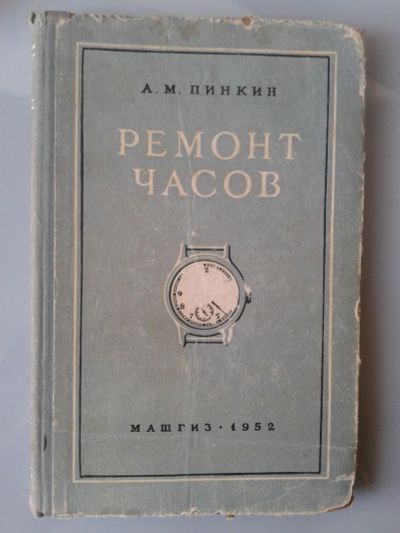 А. М. ПИНКИН
РЕМОНТ
ЧАСОВ
МАШГИЗ · 1952